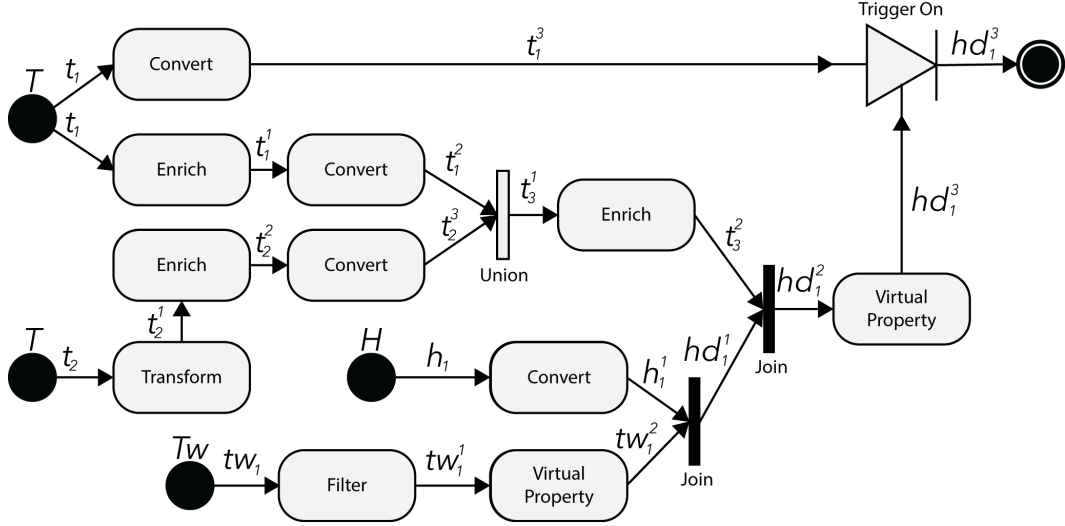 Trigger On
T
t₁
Convert
t₁³
hd₁³
t₁
Enrich
t₁¹
Convert
t₁²
t₃¹
Enrich
hd₁³
Enrich
t₂²
Convert
t₂³
Union
t₃²
t₂¹
hd₁²
Virtual
Property
T
t₂
Transform
H
h₁
Convert
h₁¹
hd₁¹
Join
Tw
tw₁
Filter
tw₁¹
Virtual
Property
tw₁²
Join